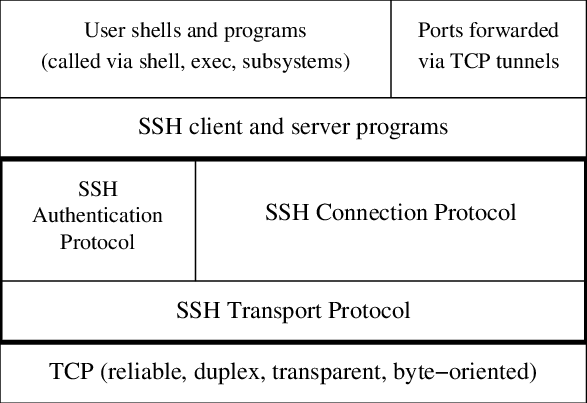 User shells and programs
(called via shell, exec, subsystems)
Ports forwarded
via TCP tunnels
SSH client and server programs
SSH
Authentication
Protocol
SSH Connection Protocol
SSH Transport Protocol
TCP (reliable, duplex, transparent, byte−oriented)